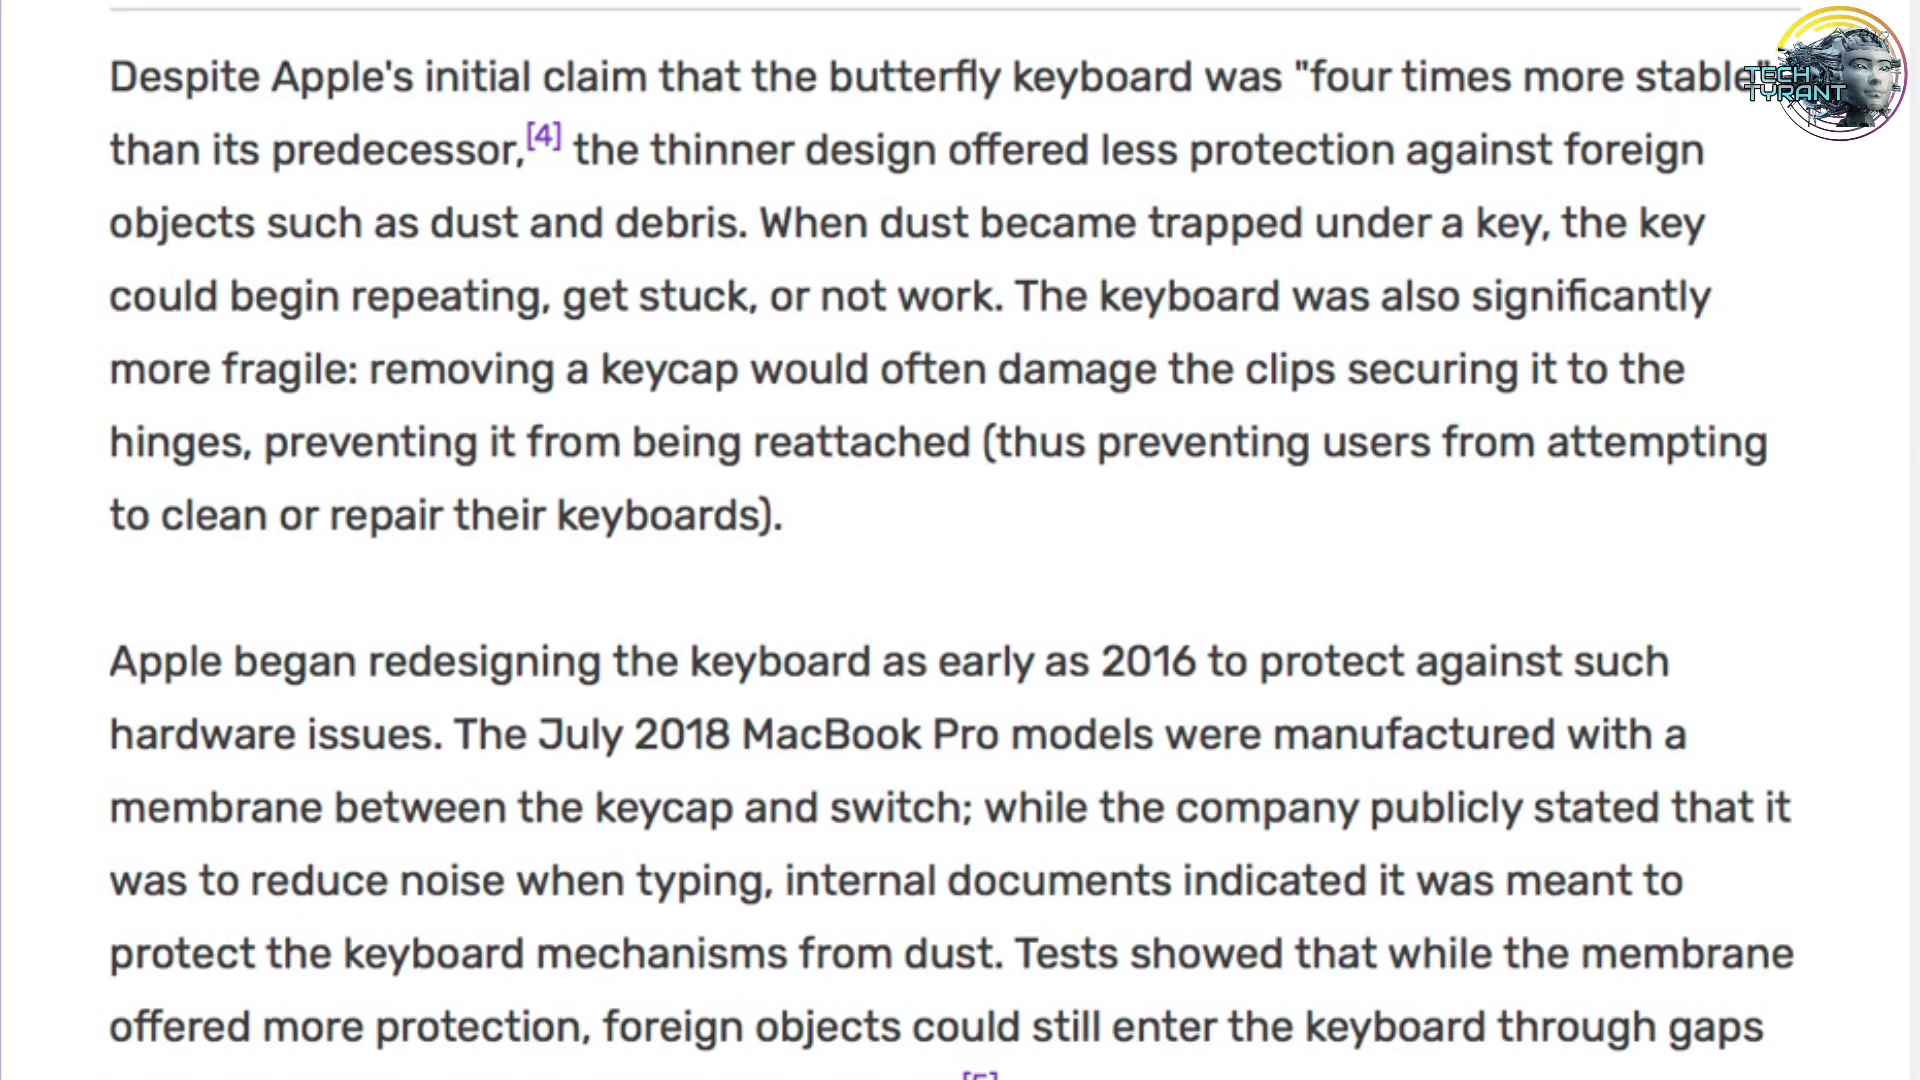 Despite Apple's initial claim that the butterfly keyboard was "four times more stable"
than its predecessor,[4] the thinner design offered less protection against foreign
objects such as dust and debris. When dust became trapped under a key, the key
could begin repeating, get stuck, or not work. The keyboard was also significantly
more fragile: removing a keycap would often damage the clips securing it to the
hinges, preventing it from being reattached (thus preventing users from attempting
to clean or repair their keyboards).
Apple began redesigning the keyboard as early as 2016 to protect against such
hardware issues. The July 2018 MacBook Pro models were manufactured with a
membrane between the keycap and switch; while the company publicly stated that it
was to reduce noise when typing, internal documents indicated it was meant to
protect the keyboard mechanisms from dust. Tests showed that while the membrane
offered more protection, foreign objects could still enter the keyboard through gaps
TECH
TYRANT